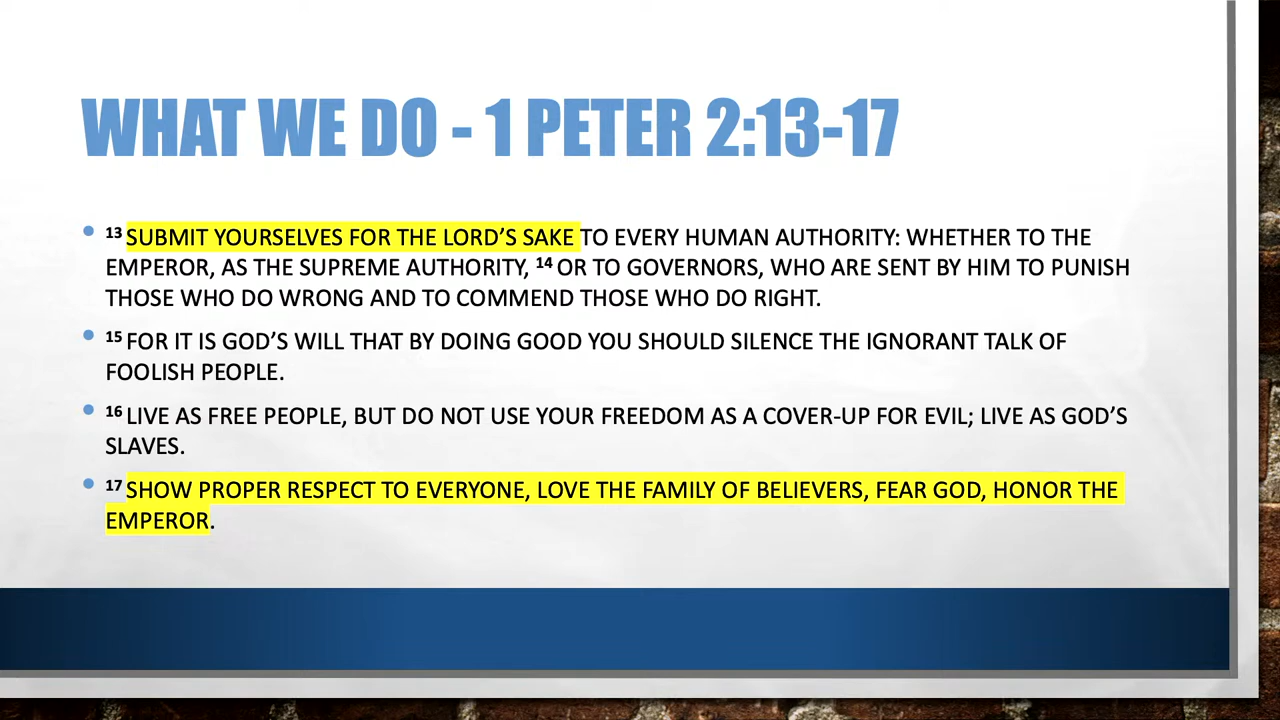 WHAT WE DO - 1 PETER 2:13-17
• 13 SUBMIT YOURSELVES FOR THE LORD’S SAKE TO EVERY HUMAN AUTHORITY: WHETHER TO THE
EMPEROR, AS THE SUPREME AUTHORITY, 14 OR TO GOVERNORS, WHO ARE SENT BY HIM TO PUNISH
THOSE WHO DO WRONG AND TO COMMEND THOSE WHO DO RIGHT.
• 15 FOR IT IS GOD’S WILL THAT BY DOING GOOD YOU SHOULD SILENCE THE IGNORANT TALK OF
FOOLISH PEOPLE.
• 16 LIVE AS FREE PEOPLE, BUT DO NOT USE YOUR FREEDOM AS A COVER-UP FOR EVIL; LIVE AS GOD’S
SLAVES.
• 17 SHOW PROPER RESPECT TO EVERYONE, LOVE THE FAMILY OF BELIEVERS, FEAR GOD, HONOR THE
EMPEROR.